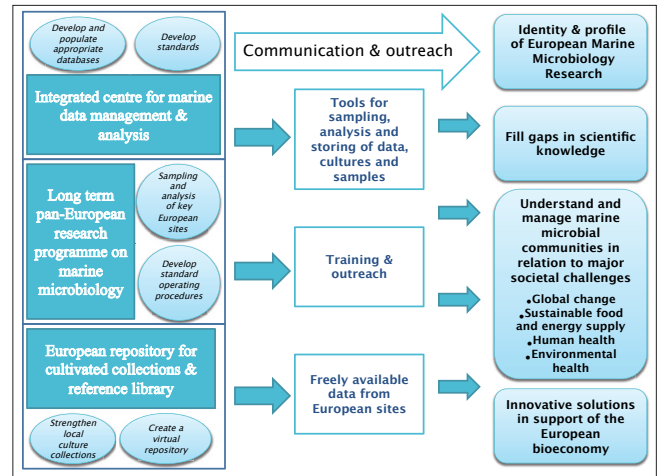 Develop and
populate
appropriate
databases
Develop
standards
Integrated centre for marine
data management &
analysis
Long term
pan-European
research
programme on
marine
microbiology
Sampling
and
analysis
of key
European
sites
Develop
standard
operating
procedures
European repository for
cultivated collections &
reference library
Strengthen
local
culture
collections
Create a
virtual
repository
Communication & outreach
Tools for
sampling,
analysis and
storing of data,
cultures and
samples
Training &
outreach
Freely available
data from
European sites
Identity & profile
of European Marine
Microbiology
Research
Fill gaps in scientific
knowledge
Understand and
manage marine
microbial
communities in
relation to major
societal challenges
•Global change
•Sustainable food
and energy supply
•Human health
•Environmental
health
Innovative solutions
in support of the
European
bioeconomy